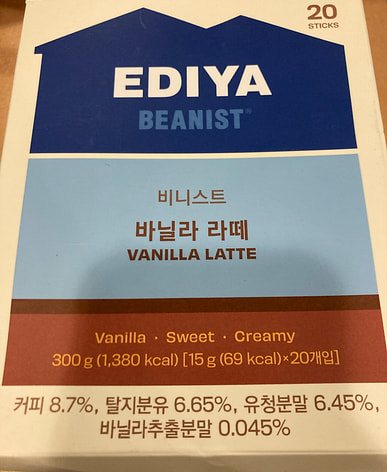 20
STICKS
EDIYA
BEANIST®
비니스트
바닐라 라떼
VANILLA LATTE
Vanilla · Sweet · Creamy
300 g (1,380 kcal) [15 g (69 kcal)×20개입]
커피 8.7%, 탈지분유 6.65%, 유청분말 6.45%,
바닐라추출분말 0.045%